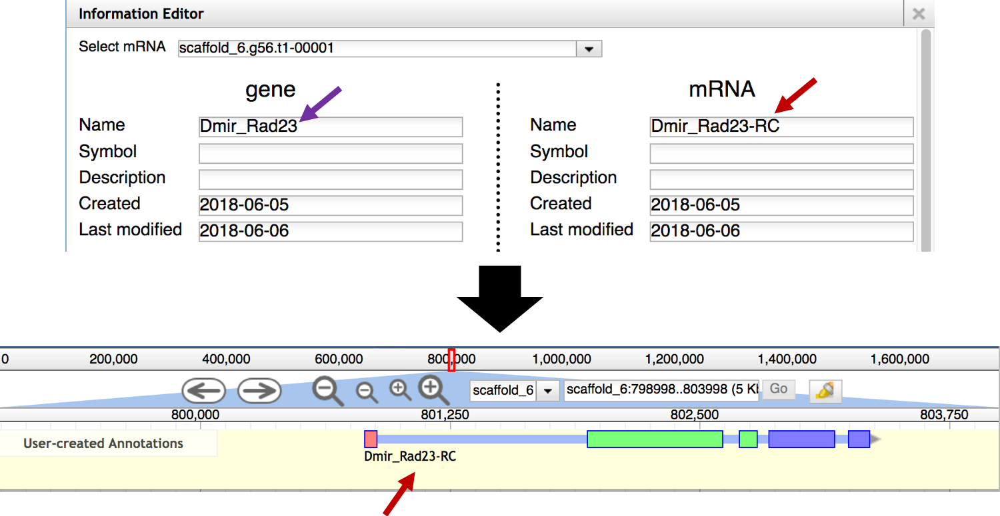 Information Editor
Select mRNA scaffold_6.g56.t1-00001
gene mRNA
Name Dmir_Rad23 Name Dmir_Rad23-RC
Symbol Symbol
Description Description
Created 2018-06-05 Created 2018-06-05
Last modified 2018-06-06 Last modified 2018-06-06
0 200,000 400,000 600,000 800,000 1,000,000 1,200,000 1,400,000 1,600,000
scaffold_6 scaffold_6:798998..803998 (5 Kb Go
800,000 801,250 802,500 803,750
User-created Annotations
Dmir_Rad23-RC